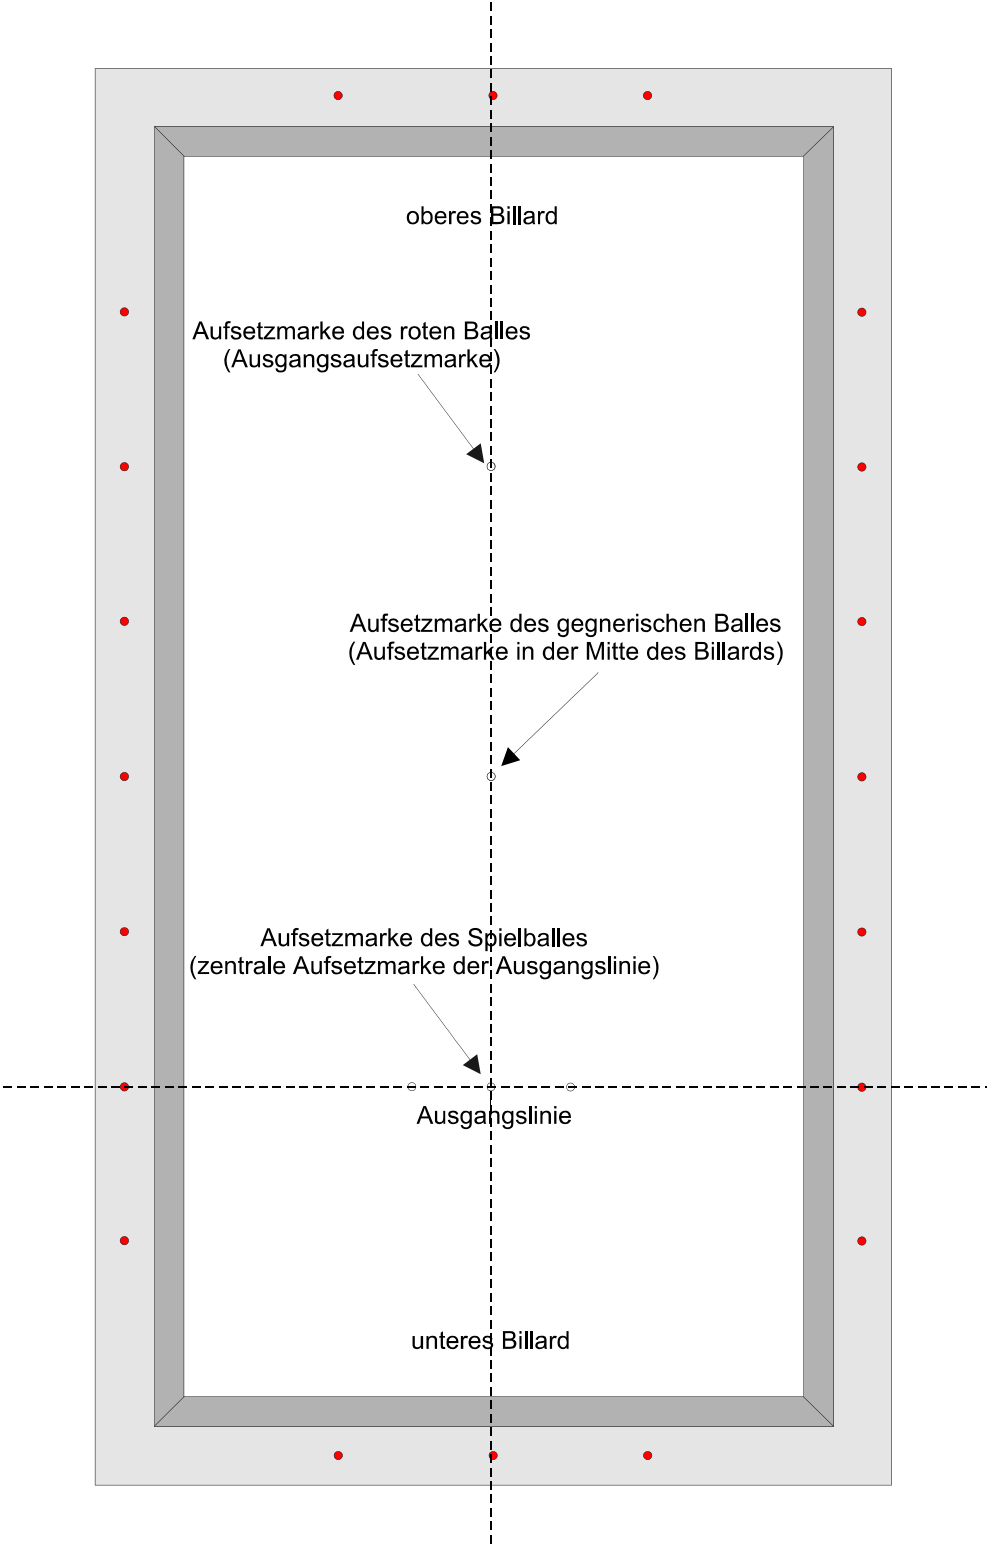 oberes Billard
Aufsetzmarke des roten Balles
(Ausgangsaufsetzmarke)
Aufsetzmarke des gegnerischen Balles
(Aufsetzmarke in der Mitte des Billards)
Aufsetzmarke des Spielballes
(zentrale Aufsetzmarke der Ausgangslinie)
Ausgangslinie
unteres Billard